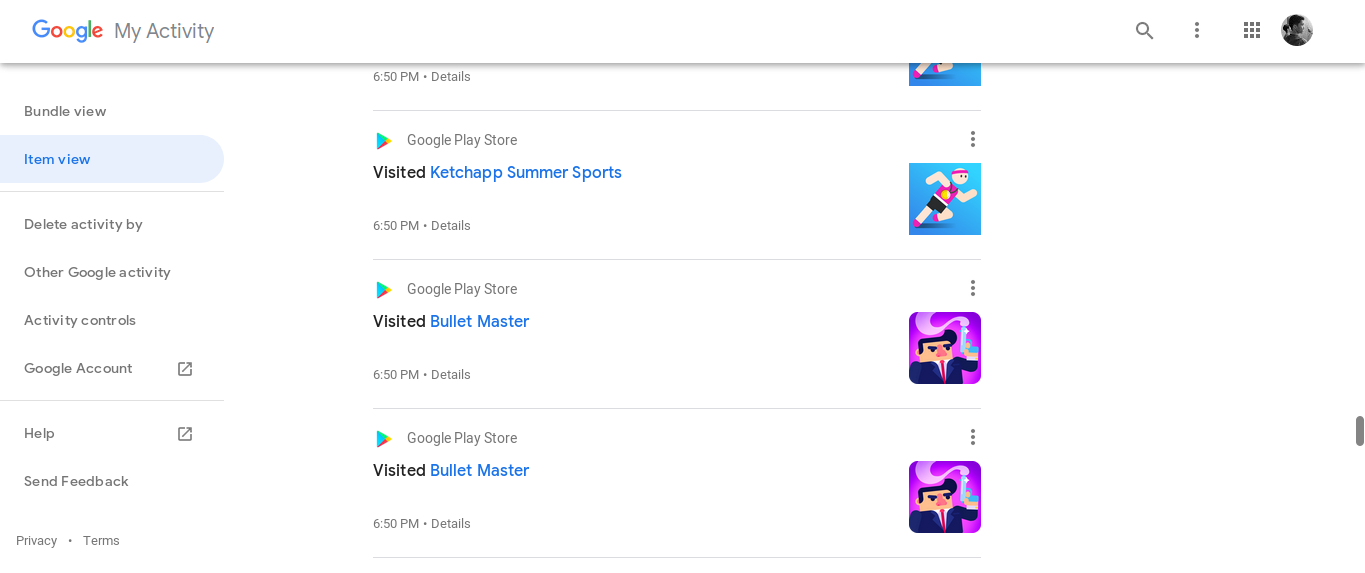 Google My Activity
Bundle view
Item view
Delete activity by
Other Google activity
Activity controls
Google Account
Help
Send Feedback
Privacy • Terms
6:50 PM • Details
Google Play Store
Visited Ketchapp Summer Sports
6:50 PM • Details
Google Play Store
Visited Bullet Master
6:50 PM • Details
Google Play Store
Visited Bullet Master
6:50 PM • Details